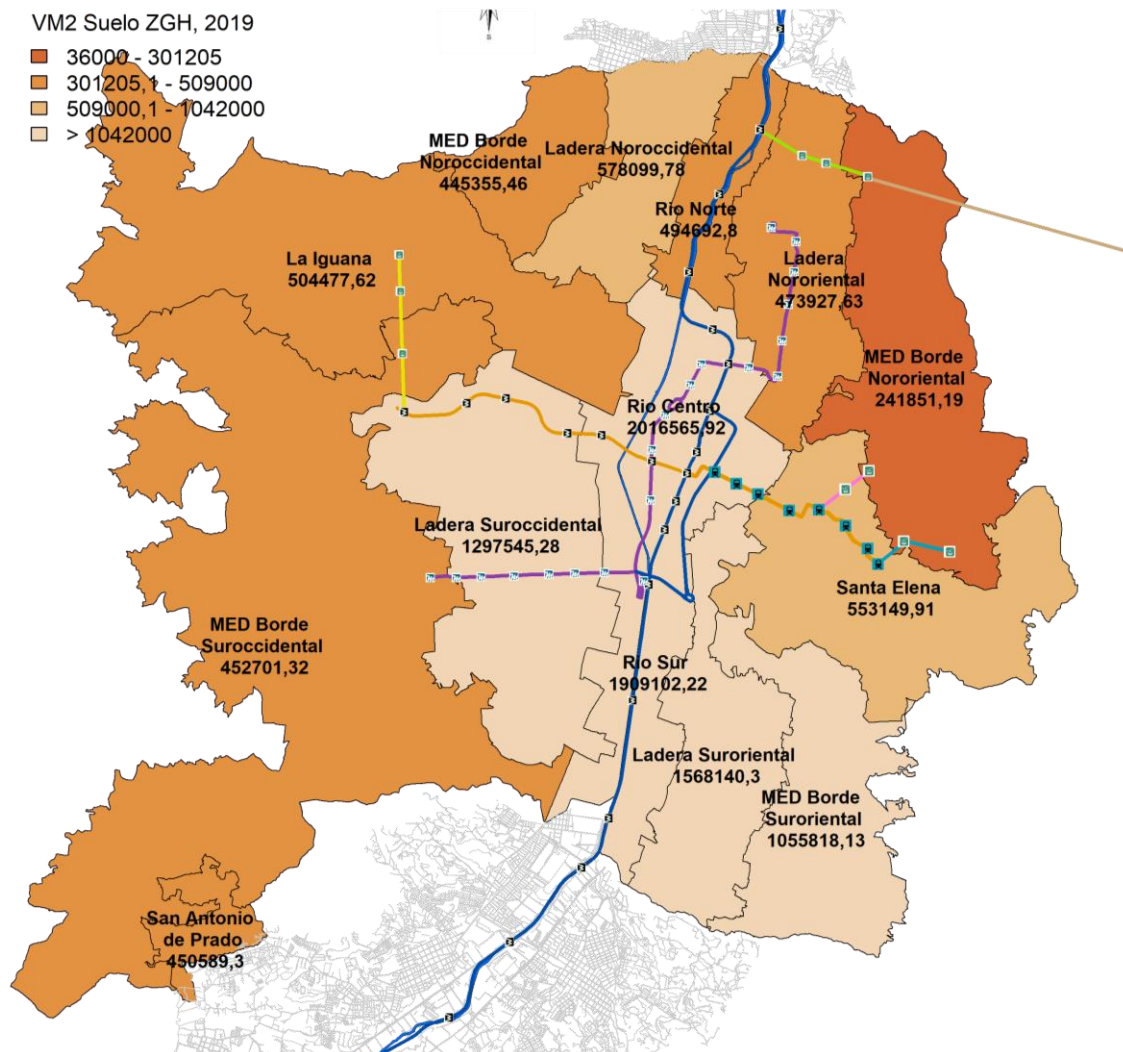 VM2 Suelo ZGH, 2019
36000 - 301205
301205,1 - 509000
509000,1 - 1042000
> 1042000
S
MED Borde
Noroccidental
445355,46
Ladera Noroccidental
578099,78
Río Norte
494692,8
La Iguana
504477,62
Ladera
Nororiental
473927,63
MED Borde
Nororiental
241851,19
Río Centro
2016565,92
Ladera Suroccidental
1297545,28
Santa Elena
553149,91
MED Borde
Suroccidental
452701,32
Río Sur
1909102,22
Ladera Suroriental
1568140,3
MED Borde
Suroriental
1055818,13
San Antonio
de Prado
450589,3